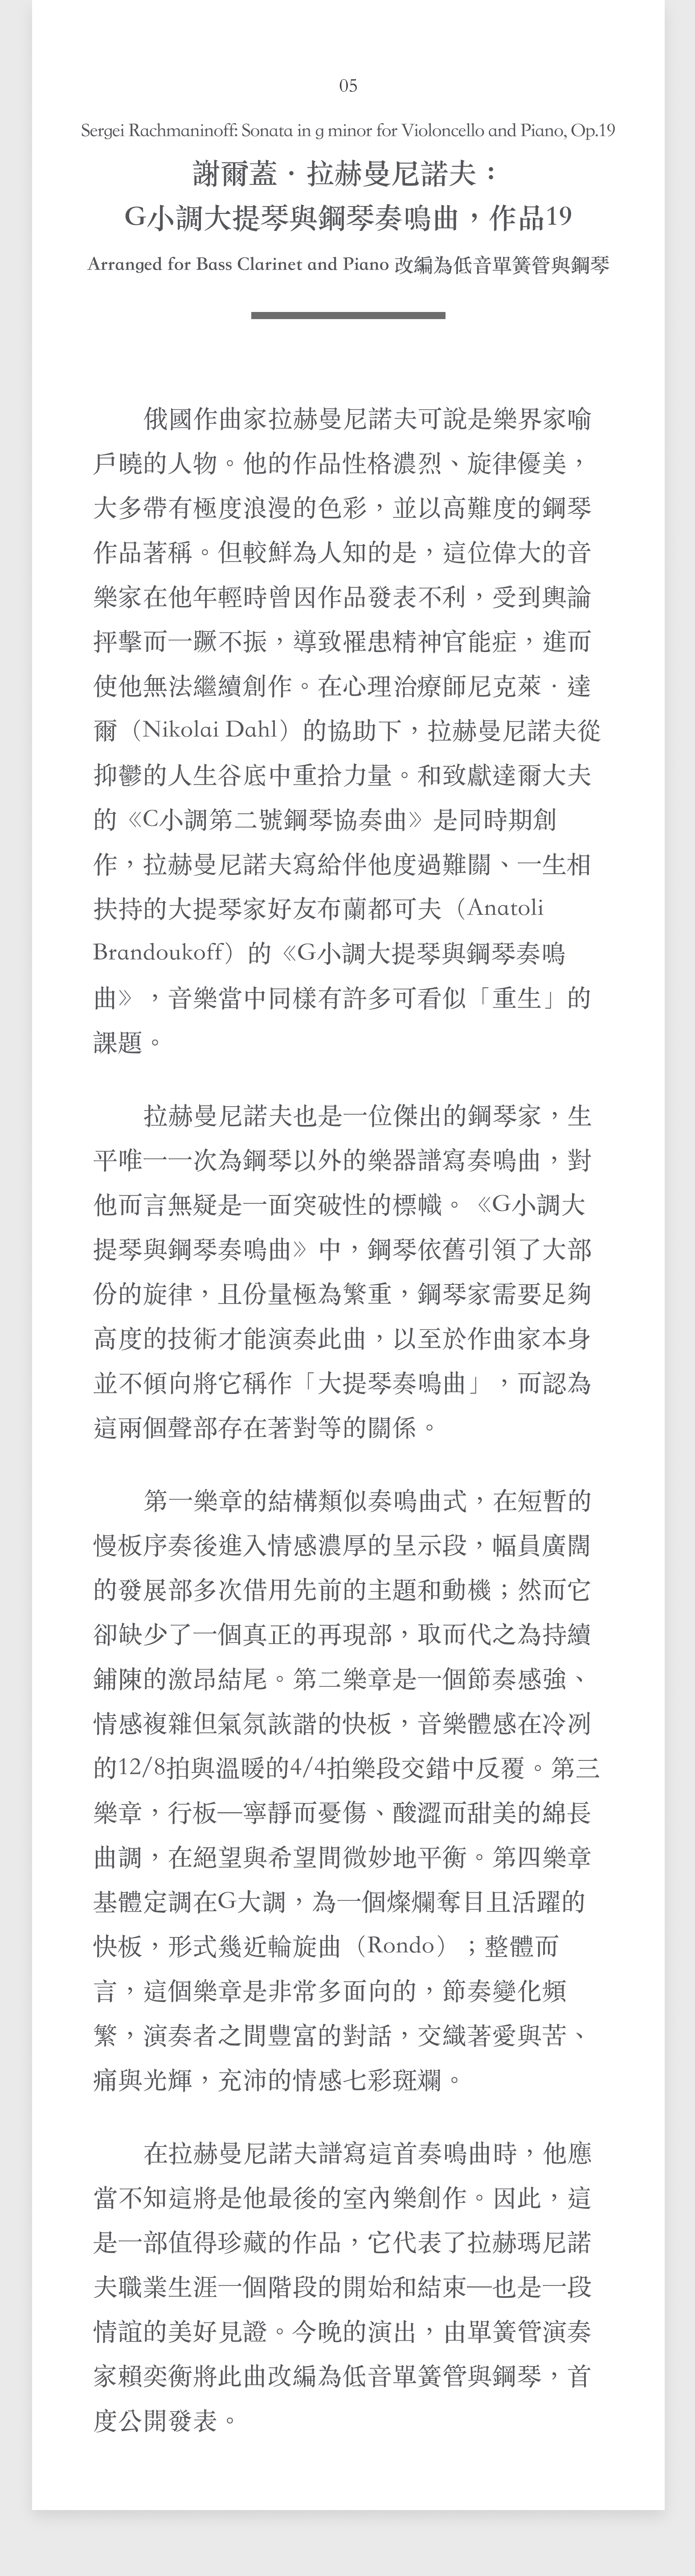 05
Sergei Rachmaninoff: Sonata in g minor for Violoncello and Piano, Op.19
謝爾蓋・拉赫曼尼諾夫：
G小調大提琴與鋼琴奏鳴曲，作品19
Arranged for Bass Clarinet and Piano 改編為低音單簧管與鋼琴
俄國作曲家拉赫曼尼諾夫可說是樂界家喻
戶曉的人物。他的作品性格濃烈、旋律優美，
大多帶有極度浪漫的色彩，並以高難度的鋼琴
作品著稱。但較鮮為人知的是，這位偉大的音
樂家在他年輕時曾因作品發表不利，受到輿論
抨擊而一蹶不振，導致罹患精神官能症，進而
使他無法繼續創作。在心理治療師尼克萊・達
爾（Nikolai Dahl）的協助下，拉赫曼尼諾夫從
抑鬱的人生谷底中重拾力量。和致獻達爾大夫
的《C小調第二號鋼琴協奏曲》是同時期創
作，拉赫曼尼諾夫寫給伴他度過難關、一生相
扶持的大提琴家好友布蘭都可夫（Anatoli
Brandoukoff）的《G小調大提琴與鋼琴奏鳴
曲》，音樂當中同樣有許多可看似「重生」的
課題。
拉赫曼尼諾夫也是一位傑出的鋼琴家，生
平唯一一次為鋼琴以外的樂器譜寫奏鳴曲，對
他而言無疑是一面突破性的標幟。《G小調大
提琴與鋼琴奏鳴曲》中，鋼琴依舊引領了大部
份的旋律，且份量極為繁重，鋼琴家需要足夠
高度的技術才能演奏此曲，以至於作曲家本身
並不傾向將它稱作「大提琴奏鳴曲」，而認為
這兩個聲部存在著對等的關係。
第一樂章的結構類似奏鳴曲式，在短暫的
慢板序奏後進入情感濃厚的呈示段，幅員廣闊
的發展部多次借用先前的主題和動機；然而它
卻缺少了一個真正的再現部，取而代之為持續
鋪陳的激昂結尾。第二樂章是一個節奏感強、
情感複雜但氣氛詼諧的快板，音樂體感在冷冽
的12/8拍與溫暖的4/4拍樂段交錯中反覆。第三
樂章，行板—寧靜而憂傷、酸澀而甜美的綿長
曲調，在絕望與希望間微妙地平衡。第四樂章
基體定調在G大調，為一個燦爛奪目且活躍的
快板，形式幾近輪旋曲（Rondo）；整體而
言，這個樂章是非常多面向的，節奏變化頻
繁，演奏者之間豐富的對話，交織著愛與苦、
痛與光輝，充沛的情感七彩斑斕。
在拉赫曼尼諾夫譜寫這首奏鳴曲時，他應
當不知這將是他最後的室內樂創作。因此，這
是一部值得珍藏的作品，它代表了拉赫瑪尼諾
夫職業生涯一個階段的開始和結束—也是一段
情誼的美好見證。今晚的演出，由單簧管演奏
家賴奕衡將此曲改編為低音單簧管與鋼琴，首
度公開發表。